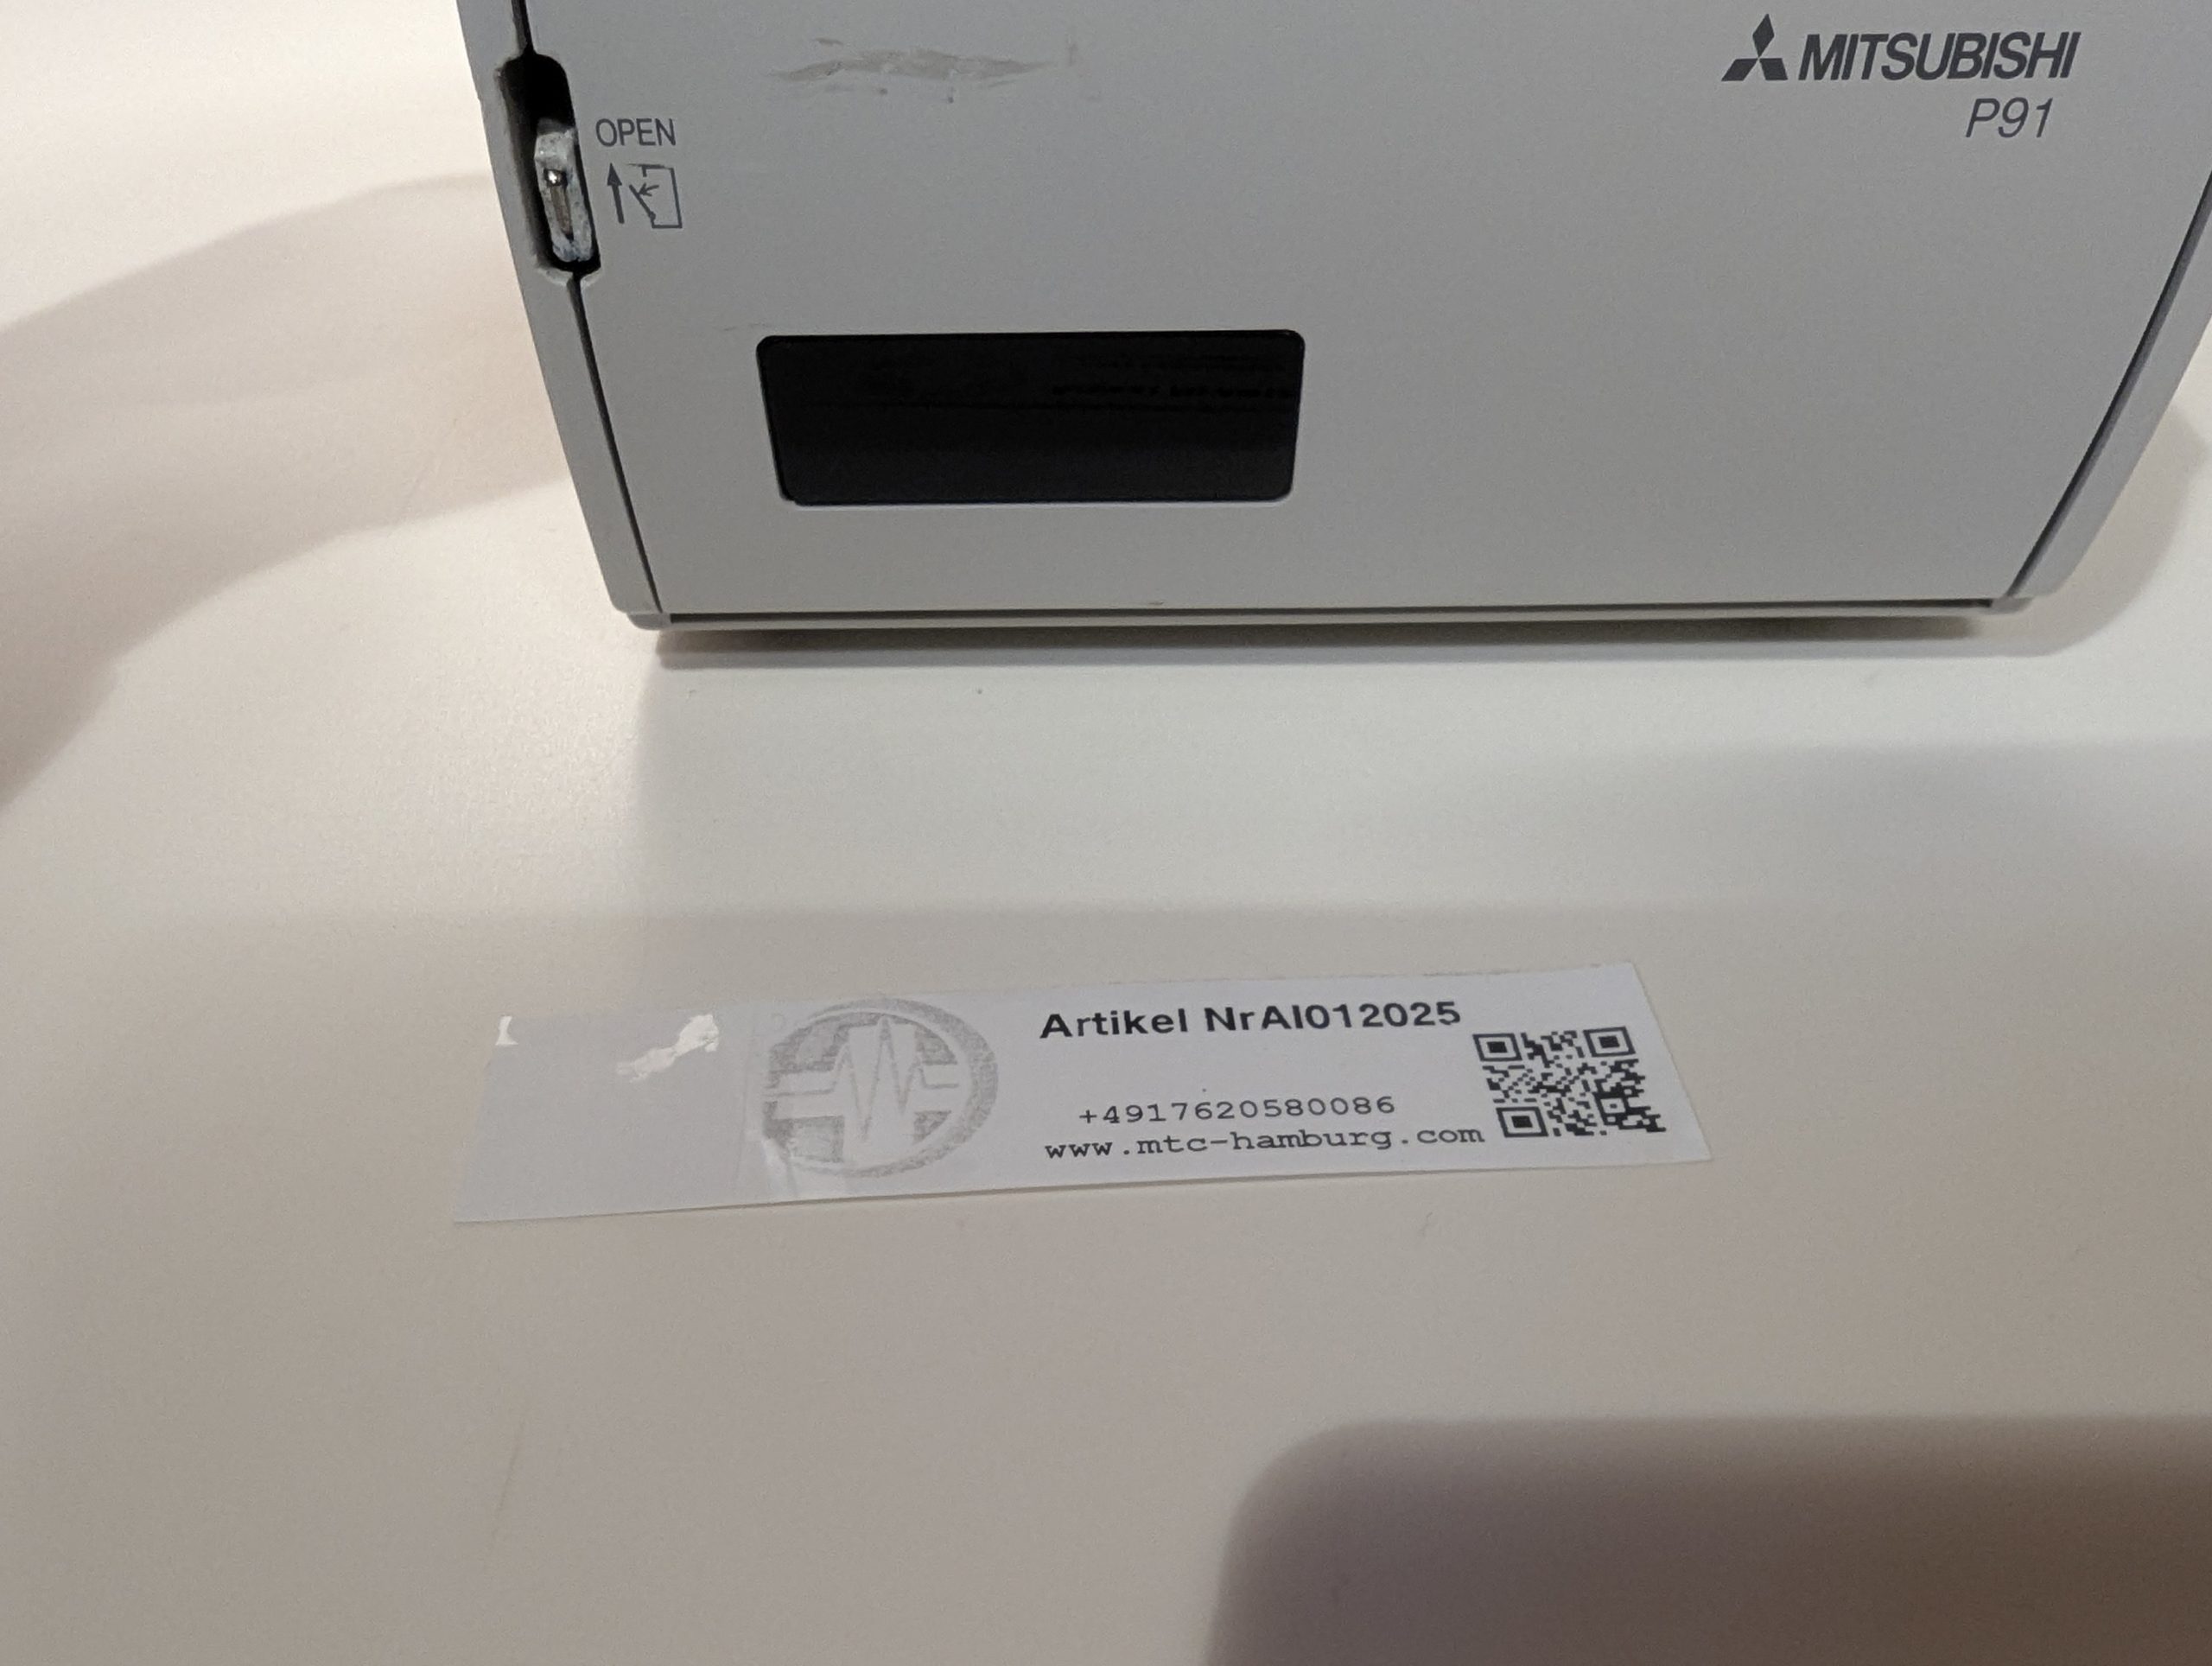 MITSUBISHI
P91
OPEN
Artikel NrAI012025
+4917620580086
www.mtc-hamburg.com